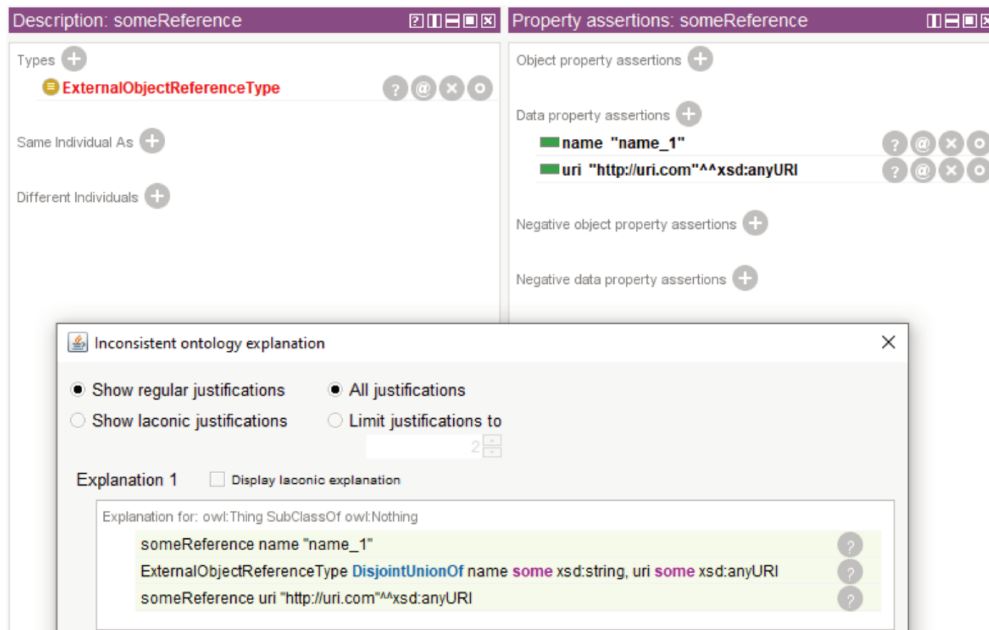 Description: someReference
Types
ExternalObjectReferenceType
Same Individual As
Different Individuals
Property assertions: someReference
Object property assertions
Data property assertions
name "name_1"
uri "http://uri.com"^^xsd:anyURI
Negative object property assertions
Negative data property assertions
Inconsistent ontology explanation
Show regular justifications
All justifications
Show laconic justifications
Limit justifications to
2
Explanation 1
Display laconic explanation
Explanation for: owl:Thing SubClassOf owl:Nothing
someReference name "name_1"
ExternalObjectReferenceType DisjointUnionOf name some xsd:string, uri some xsd:anyURI
someReference uri "http://uri.com"^^xsd:anyURI